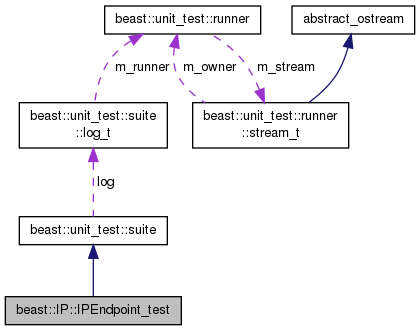 beast::unit_test::runner
abstract_ostream
m_runner
m_owner
m_stream
beast::unit_test::suite
::log_t
beast::unit_test::runner
::stream_t
log
beast::unit_test::suite
beast::IP::IPEndpoint_test